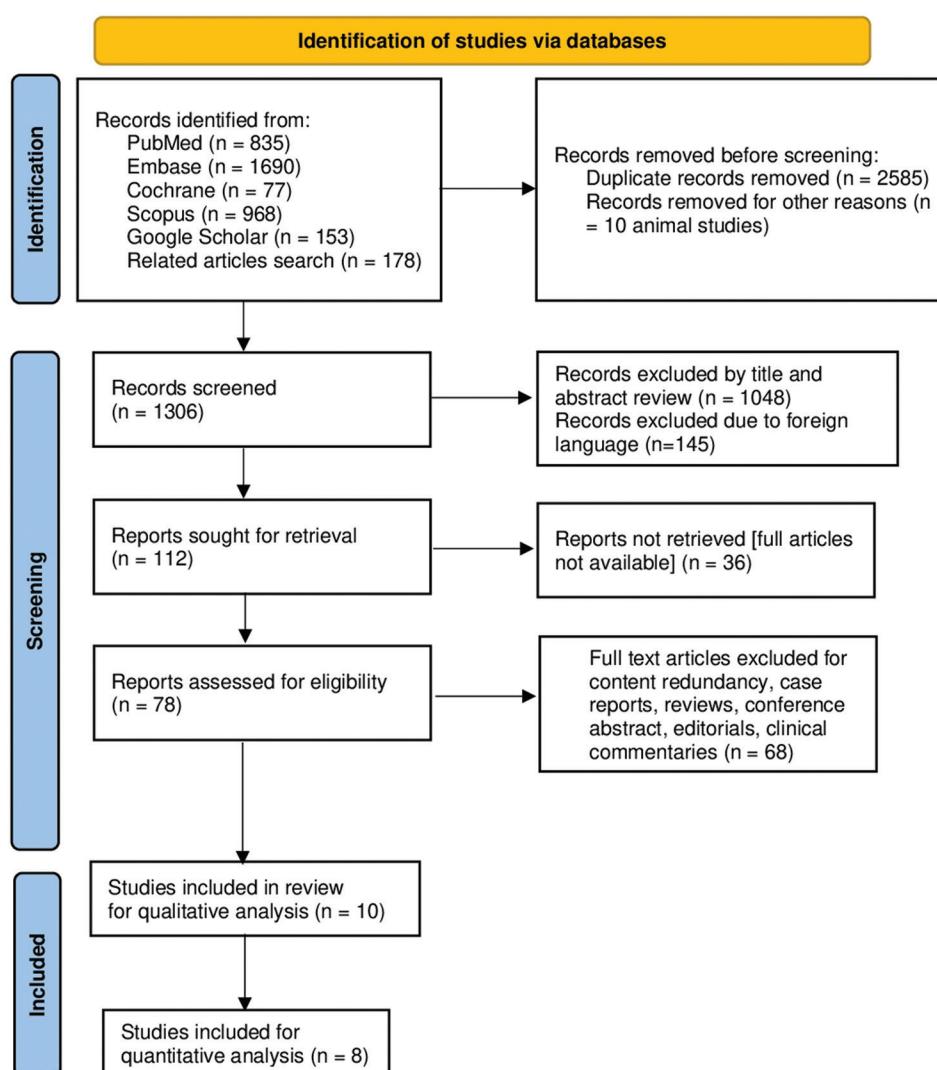 Identification of studies via databases
Identification
Records identified from:
PubMed (n = 835)
Embase (n = 1690)
Cochrane (n = 77)
Scopus (n = 968)
Google Scholar (n = 153)
Related articles search (n = 178)
Records removed before screening:
Duplicate records removed (n = 2585)
Records removed for other reasons (n
= 10 animal studies)
Screening
Records screened
(n = 1306)
Records excluded by title and
abstract review (n = 1048)
Records excluded due to foreign
language (n=145)
Reports sought for retrieval
(n = 112)
Reports not retrieved [full articles
not available] (n = 36)
Reports assessed for eligibility
(n = 78)
Full text articles excluded for
content redundancy, case
reports, reviews, conference
abstract, editorials, clinical
commentaries (n = 68)
Included
Studies included in review
for qualitative analysis (n = 10)
Studies included for
quantitative analysis (n = 8)